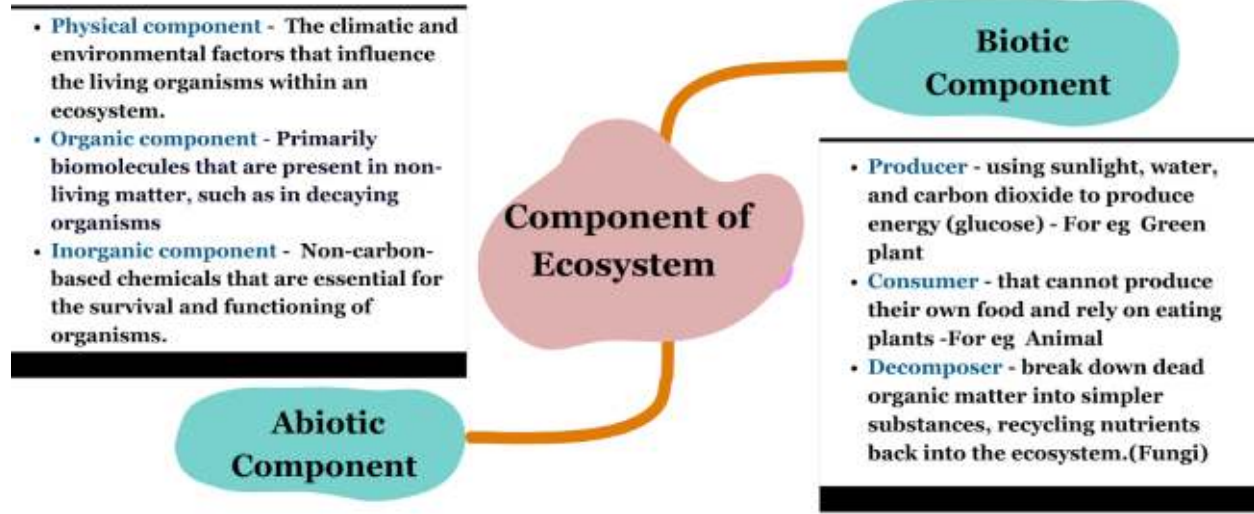 • Physical component - The climatic and
environmental factors that influence
the living organisms within an
ecosystem.
• Organic component - Primarily
biomolecules that are present in non-
living matter, such as in decaying
organisms
• Inorganic component - Non-carbon-
based chemicals that are essential for
the survival and functioning of
organisms.
Abiotic
Component
Component of
Ecosystem
Biotic
Component
• Producer - using sunlight, water,
and carbon dioxide to produce
energy (glucose) - For eg Green
plant
• Consumer - that cannot produce
their own food and rely on eating
plants -For eg Animal
• Decomposer - break down dead
organic matter into simpler
substances, recycling nutrients
back into the ecosystem.(Fungi)